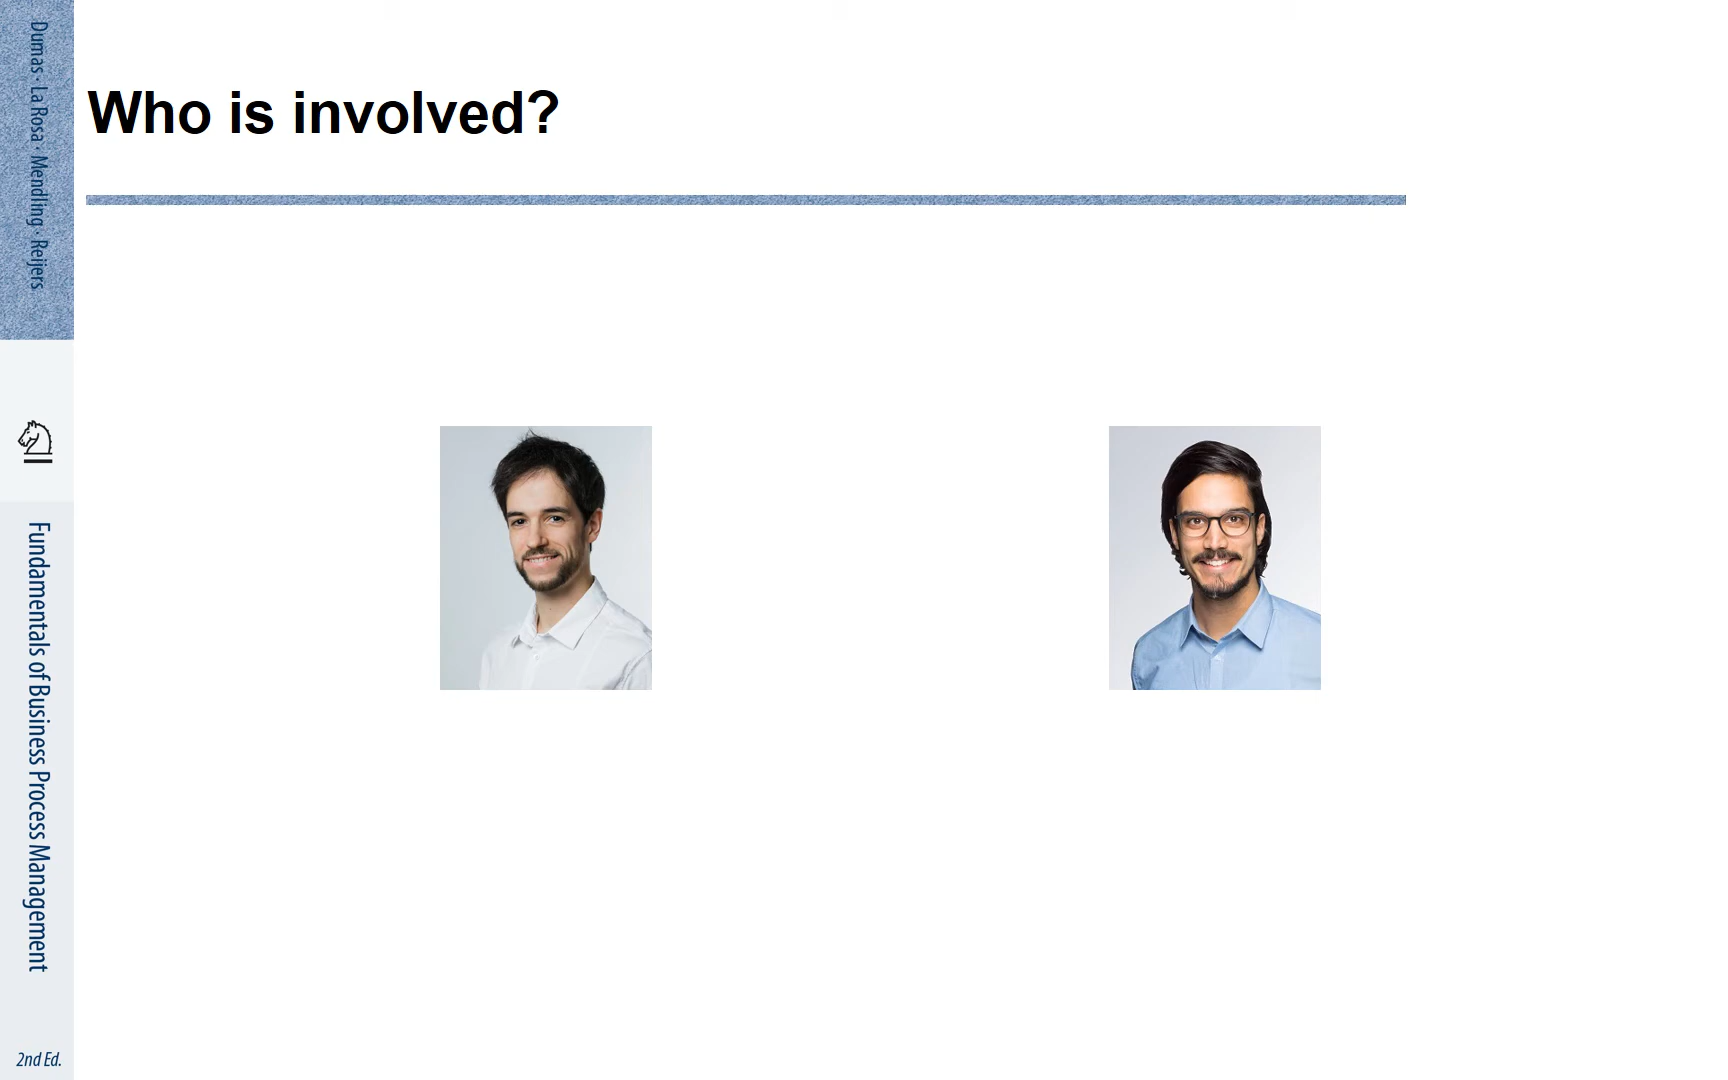 Dumas · La Rosa · Mendling · Reijers
Who is involved?
Fundamentals of Business Process Management
2nd Ed.